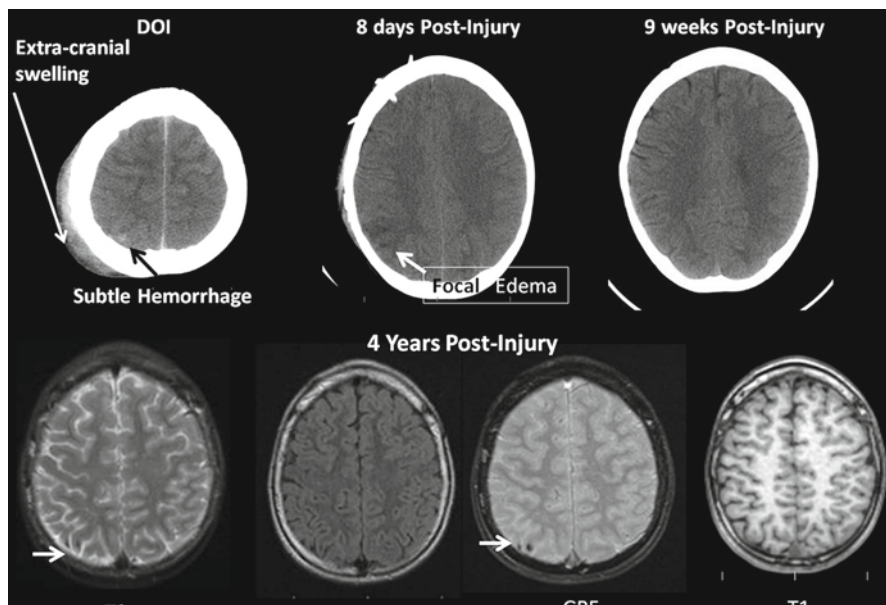 DOI
8 days Post-Injury
9 weeks Post-Injury
Extra-cranial
swelling
Subtle Hemorrhage
Focal Edema
4 Years Post-Injury
T1